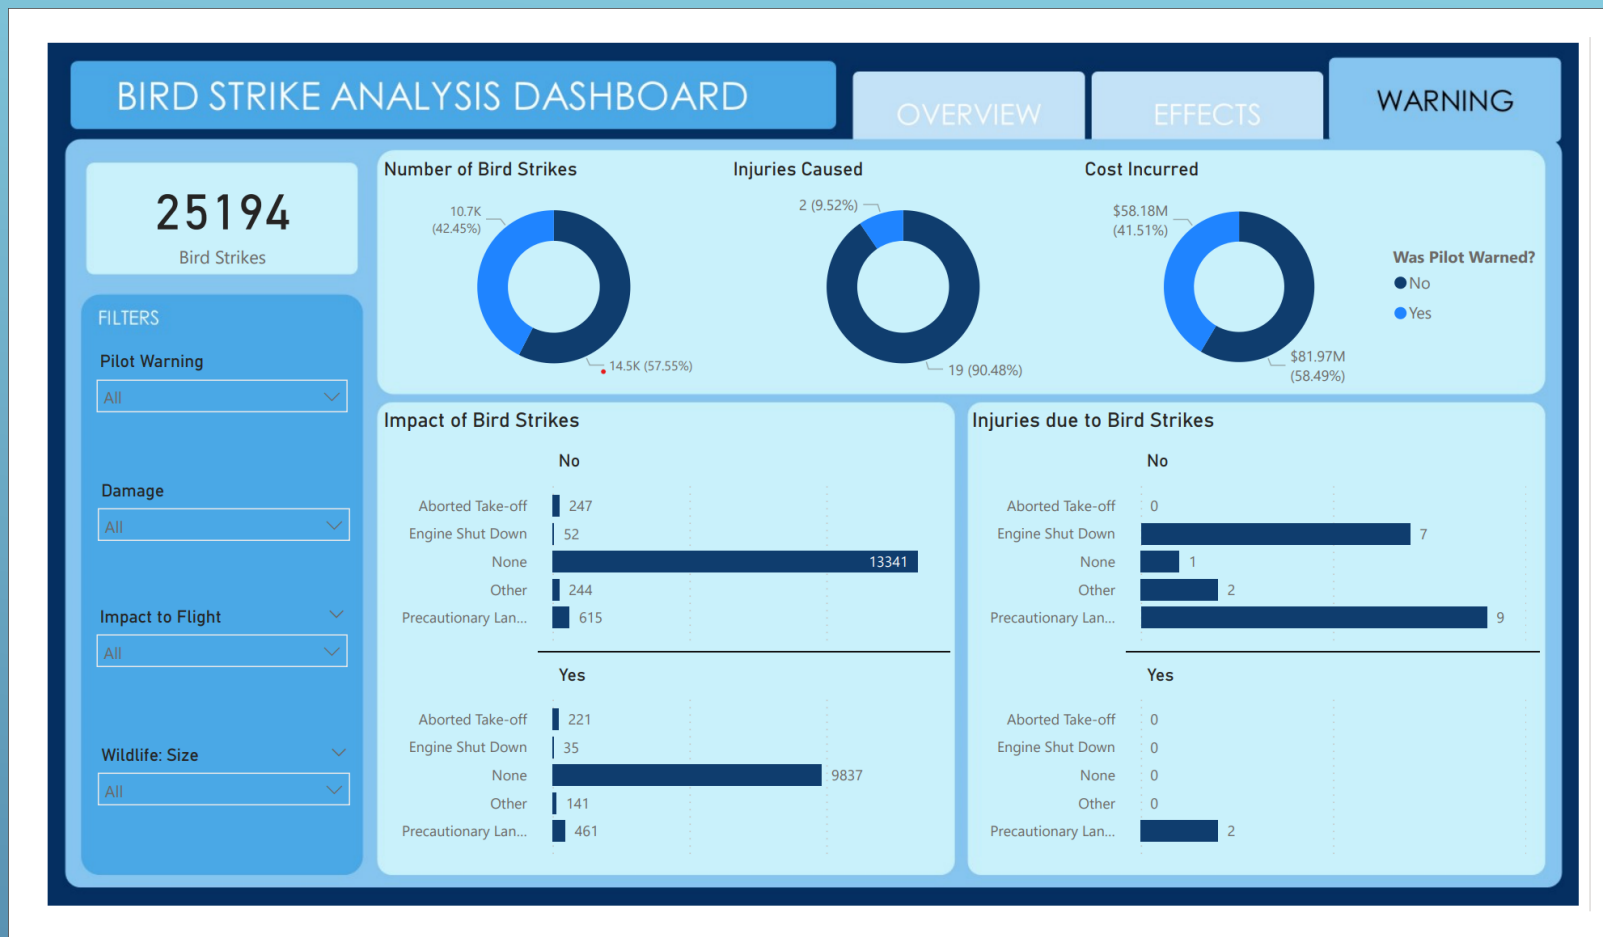 BIRD STRIKE ANALYSIS DASHBOARD
OVERVIEW
EFFECTS
WARNING
25194
Bird Strikes
FILTERS
Pilot Warning
All
Damage
All
Impact to Flight
All
Wildlife: Size
All
Number of Bird Strikes
10.7K
(42.45%)
14.5K (57.55%)
Injuries Caused
2 (9.52%)
19 (90.48%)
Cost Incurred
$58.18M
(41.51%)
$81.97M
(58.49%)
Was Pilot Warned?
No
Yes
Impact of Bird Strikes
No
Aborted Take-off 247
Engine Shut Down 52
None 13341
Other 244
Precautionary Lan... 615
Yes
Aborted Take-off 221
Engine Shut Down 35
None 9837
Other 141
Precautionary Lan... 461
Injuries due to Bird Strikes
No
Aborted Take-off 0
Engine Shut Down 7
None 1
Other 2
Precautionary Lan... 9
Yes
Aborted Take-off 0
Engine Shut Down 0
None 0
Other 0
Precautionary Lan... 2